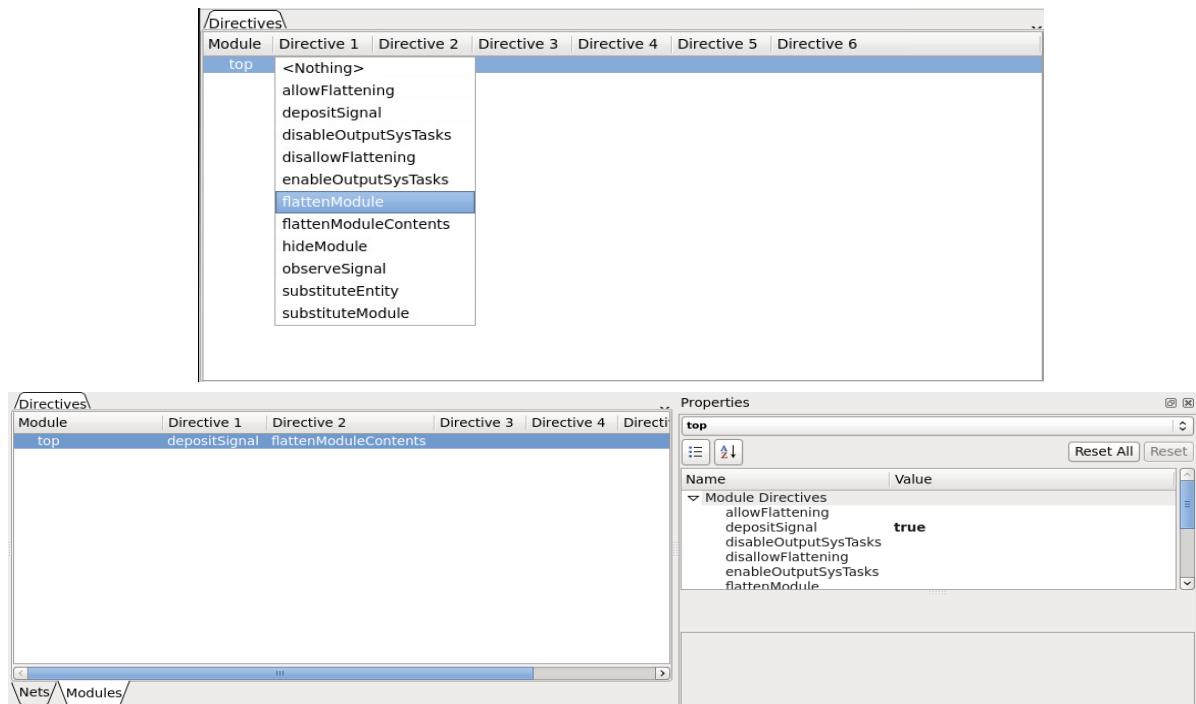 Directives
Module Directive 1 Directive 2 Directive 3 Directive 4 Directive 5 Directive 6
top <Nothing>
allowFlattening
depositSignal
disableOutputSysTasks
disallowFlattening
enableOutputSysTasks
flattenModule
flattenModuleContents
hideModule
observeSignal
substituteEntity
substituteModule
Directives
Module Directive 1 Directive 2 Directive 3 Directive 4 Directi
top depositSignal flattenModuleContents
Nets Modules
Properties
top
Reset All Reset
Name Value
Module Directives
allowFlattening
depositSignal true
disableOutputSysTasks
disallowFlattening
enableOutputSysTasks
flattenModule